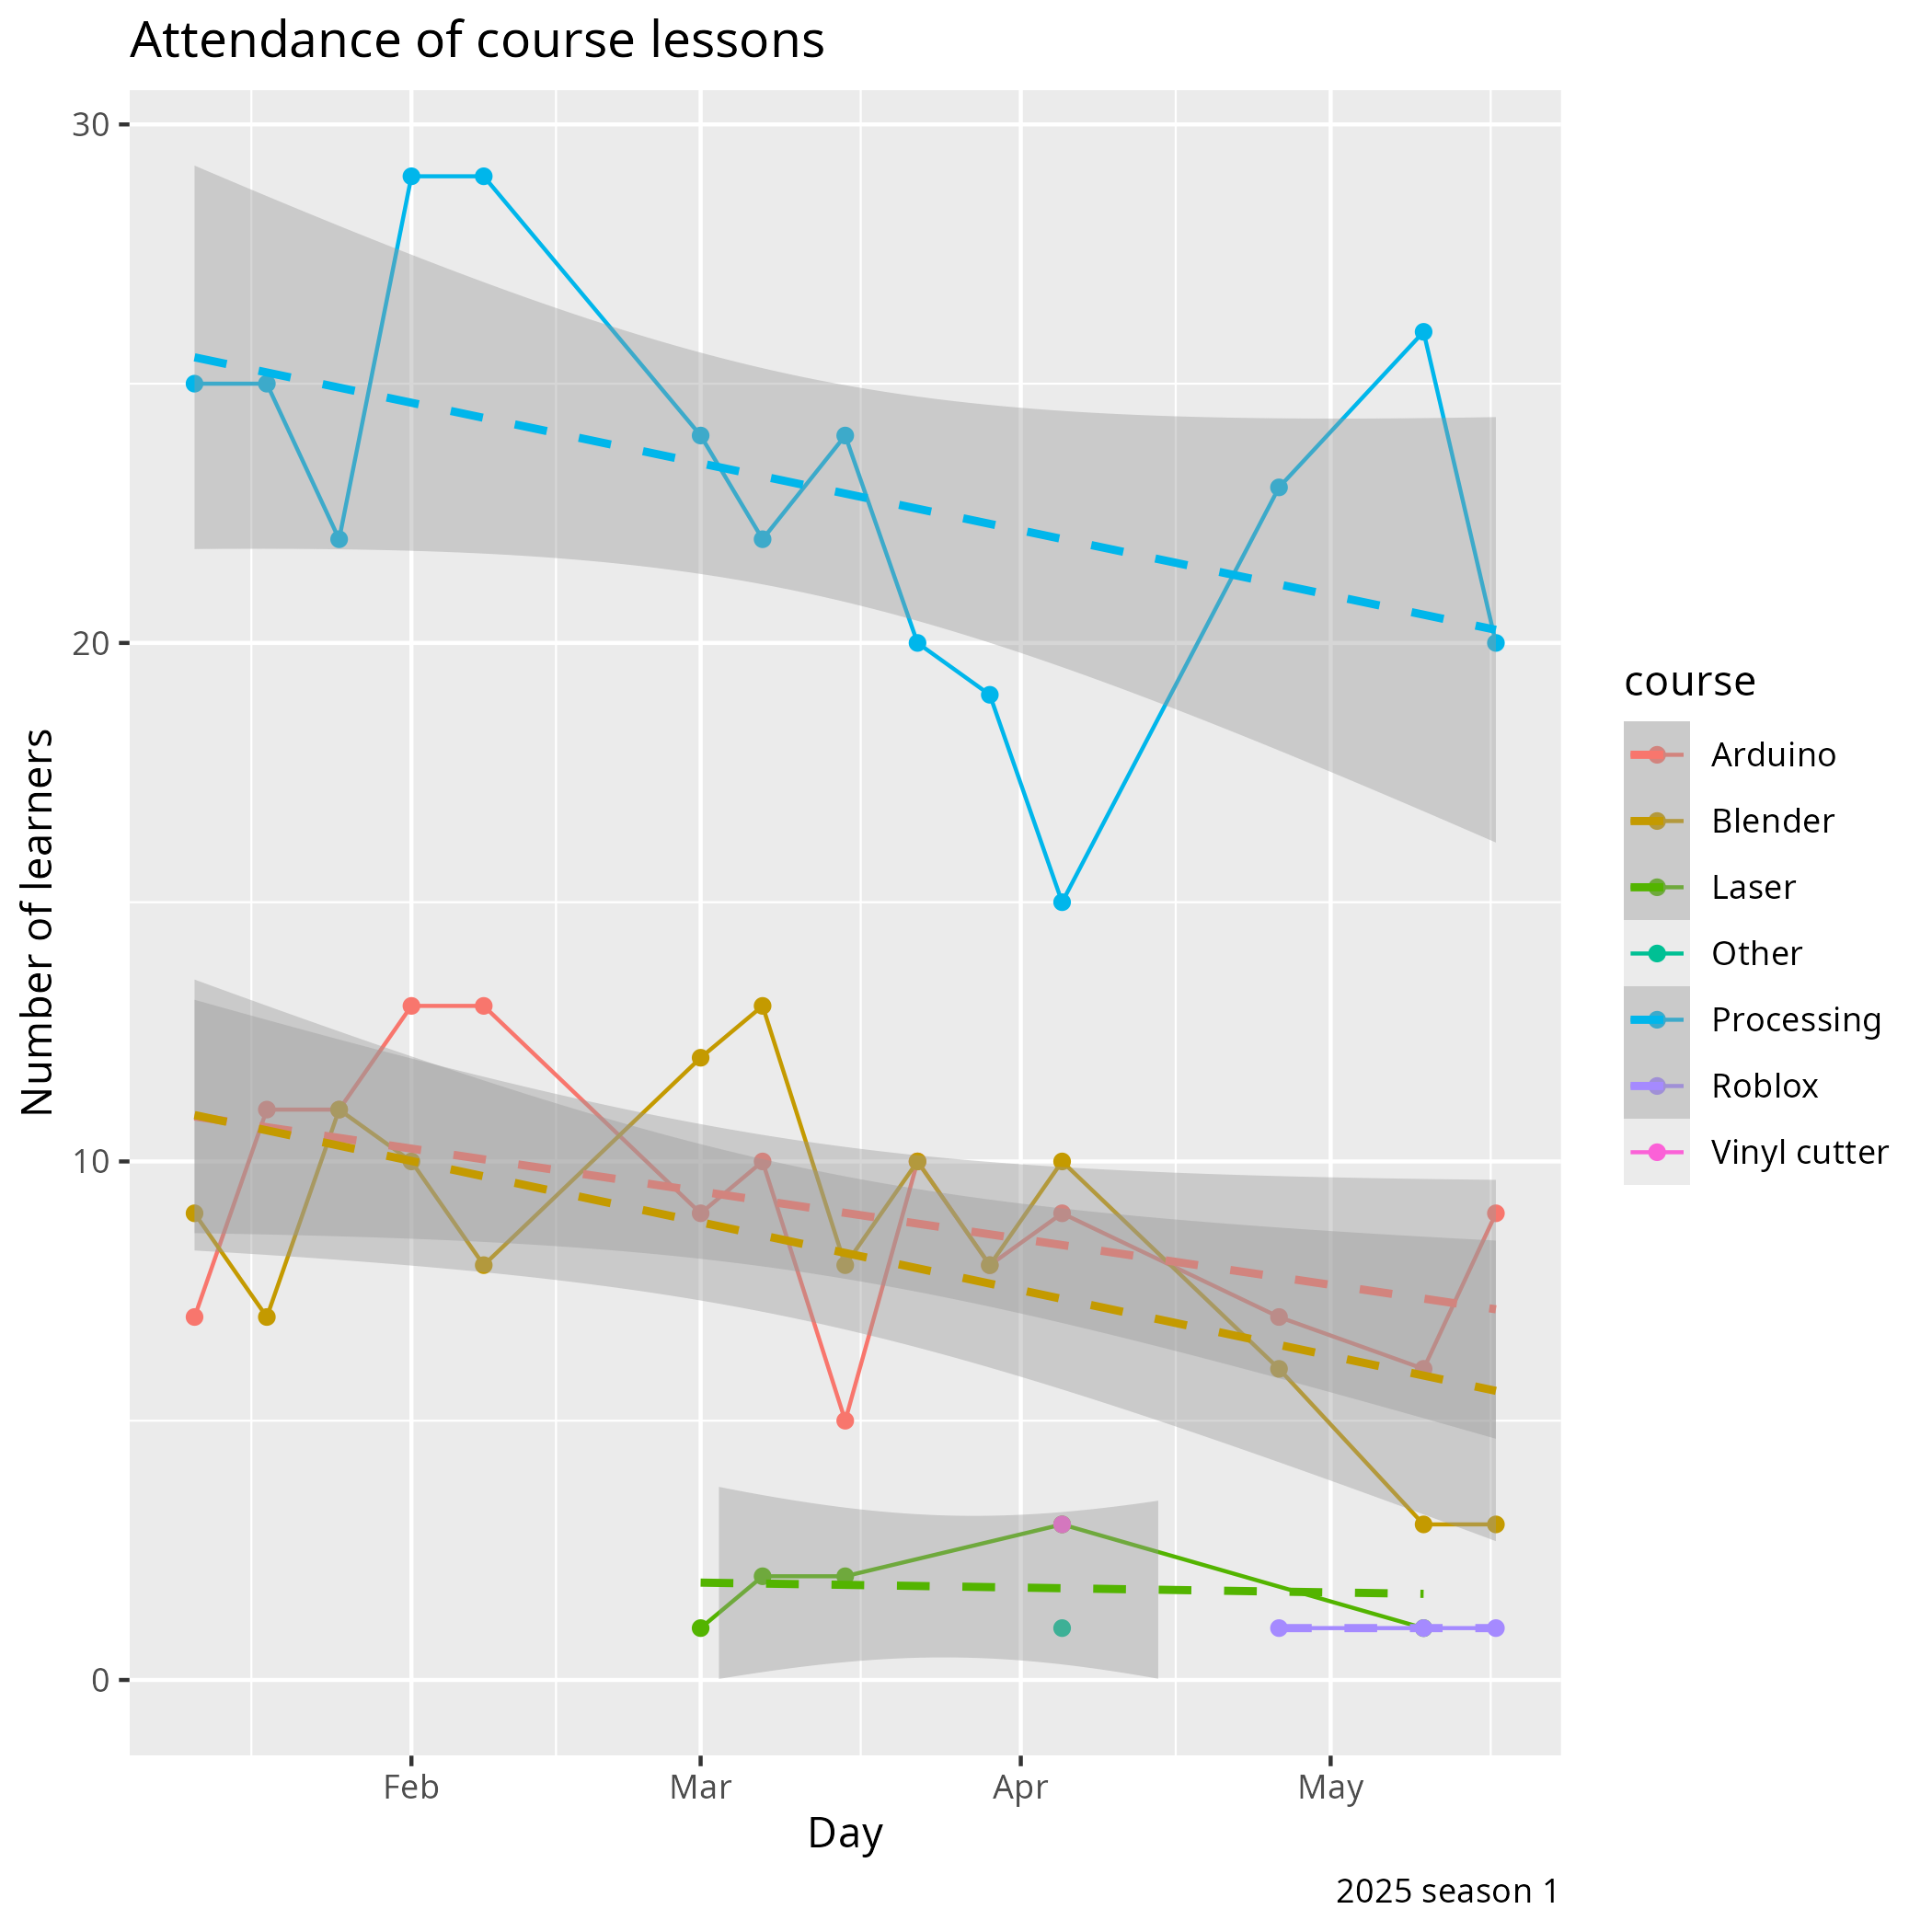 Attendance of course lessons
Number of learners
30
20
10
0
Feb
Mar
Apr
May
Day
course
Arduino
Blender
Laser
Other
Processing
Roblox
Vinyl cutter
2025 season 1